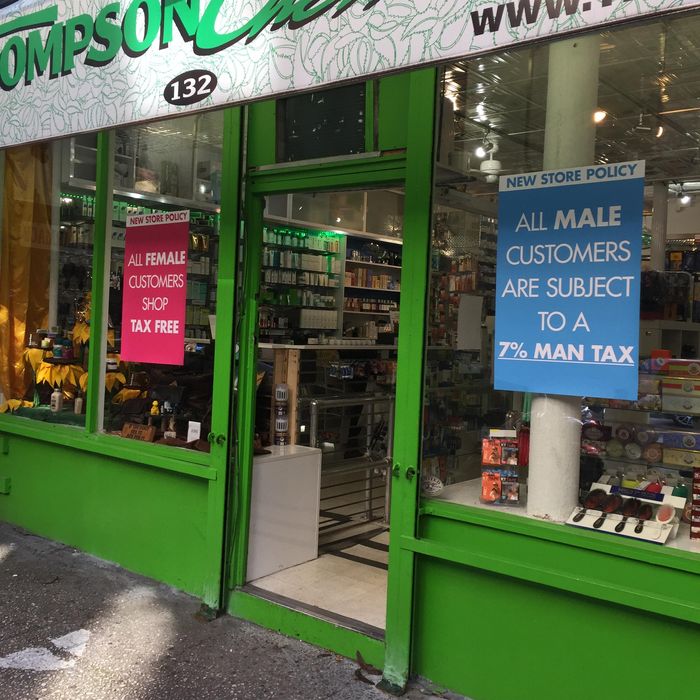 OMPSON
132
WWW.
NEW STORE POLICY
ALL FEMALE
CUSTOMERS
SHOP
TAX FREE
NEW STORE POLICY
ALL MALE
CUSTOMERS
ARE SUBJECT
TO A
7% MAN TAX